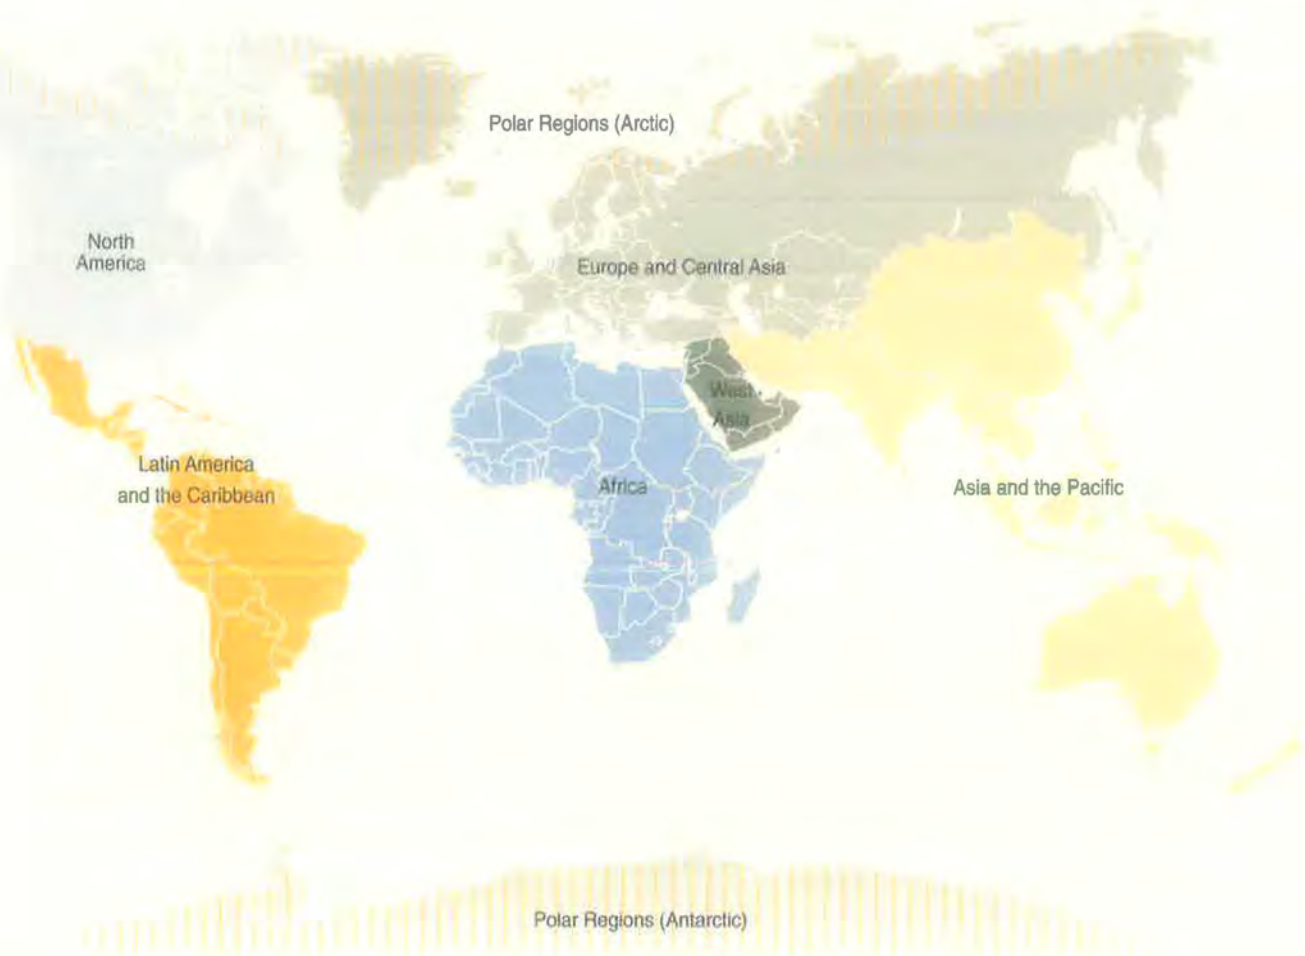 Polar Regions (Arctic)
North
America
Europe and Central Asia
West
Asia
Latin America
and the Caribbean
Africa
Asia and the Pacific
Polar Regions (Antarctic)